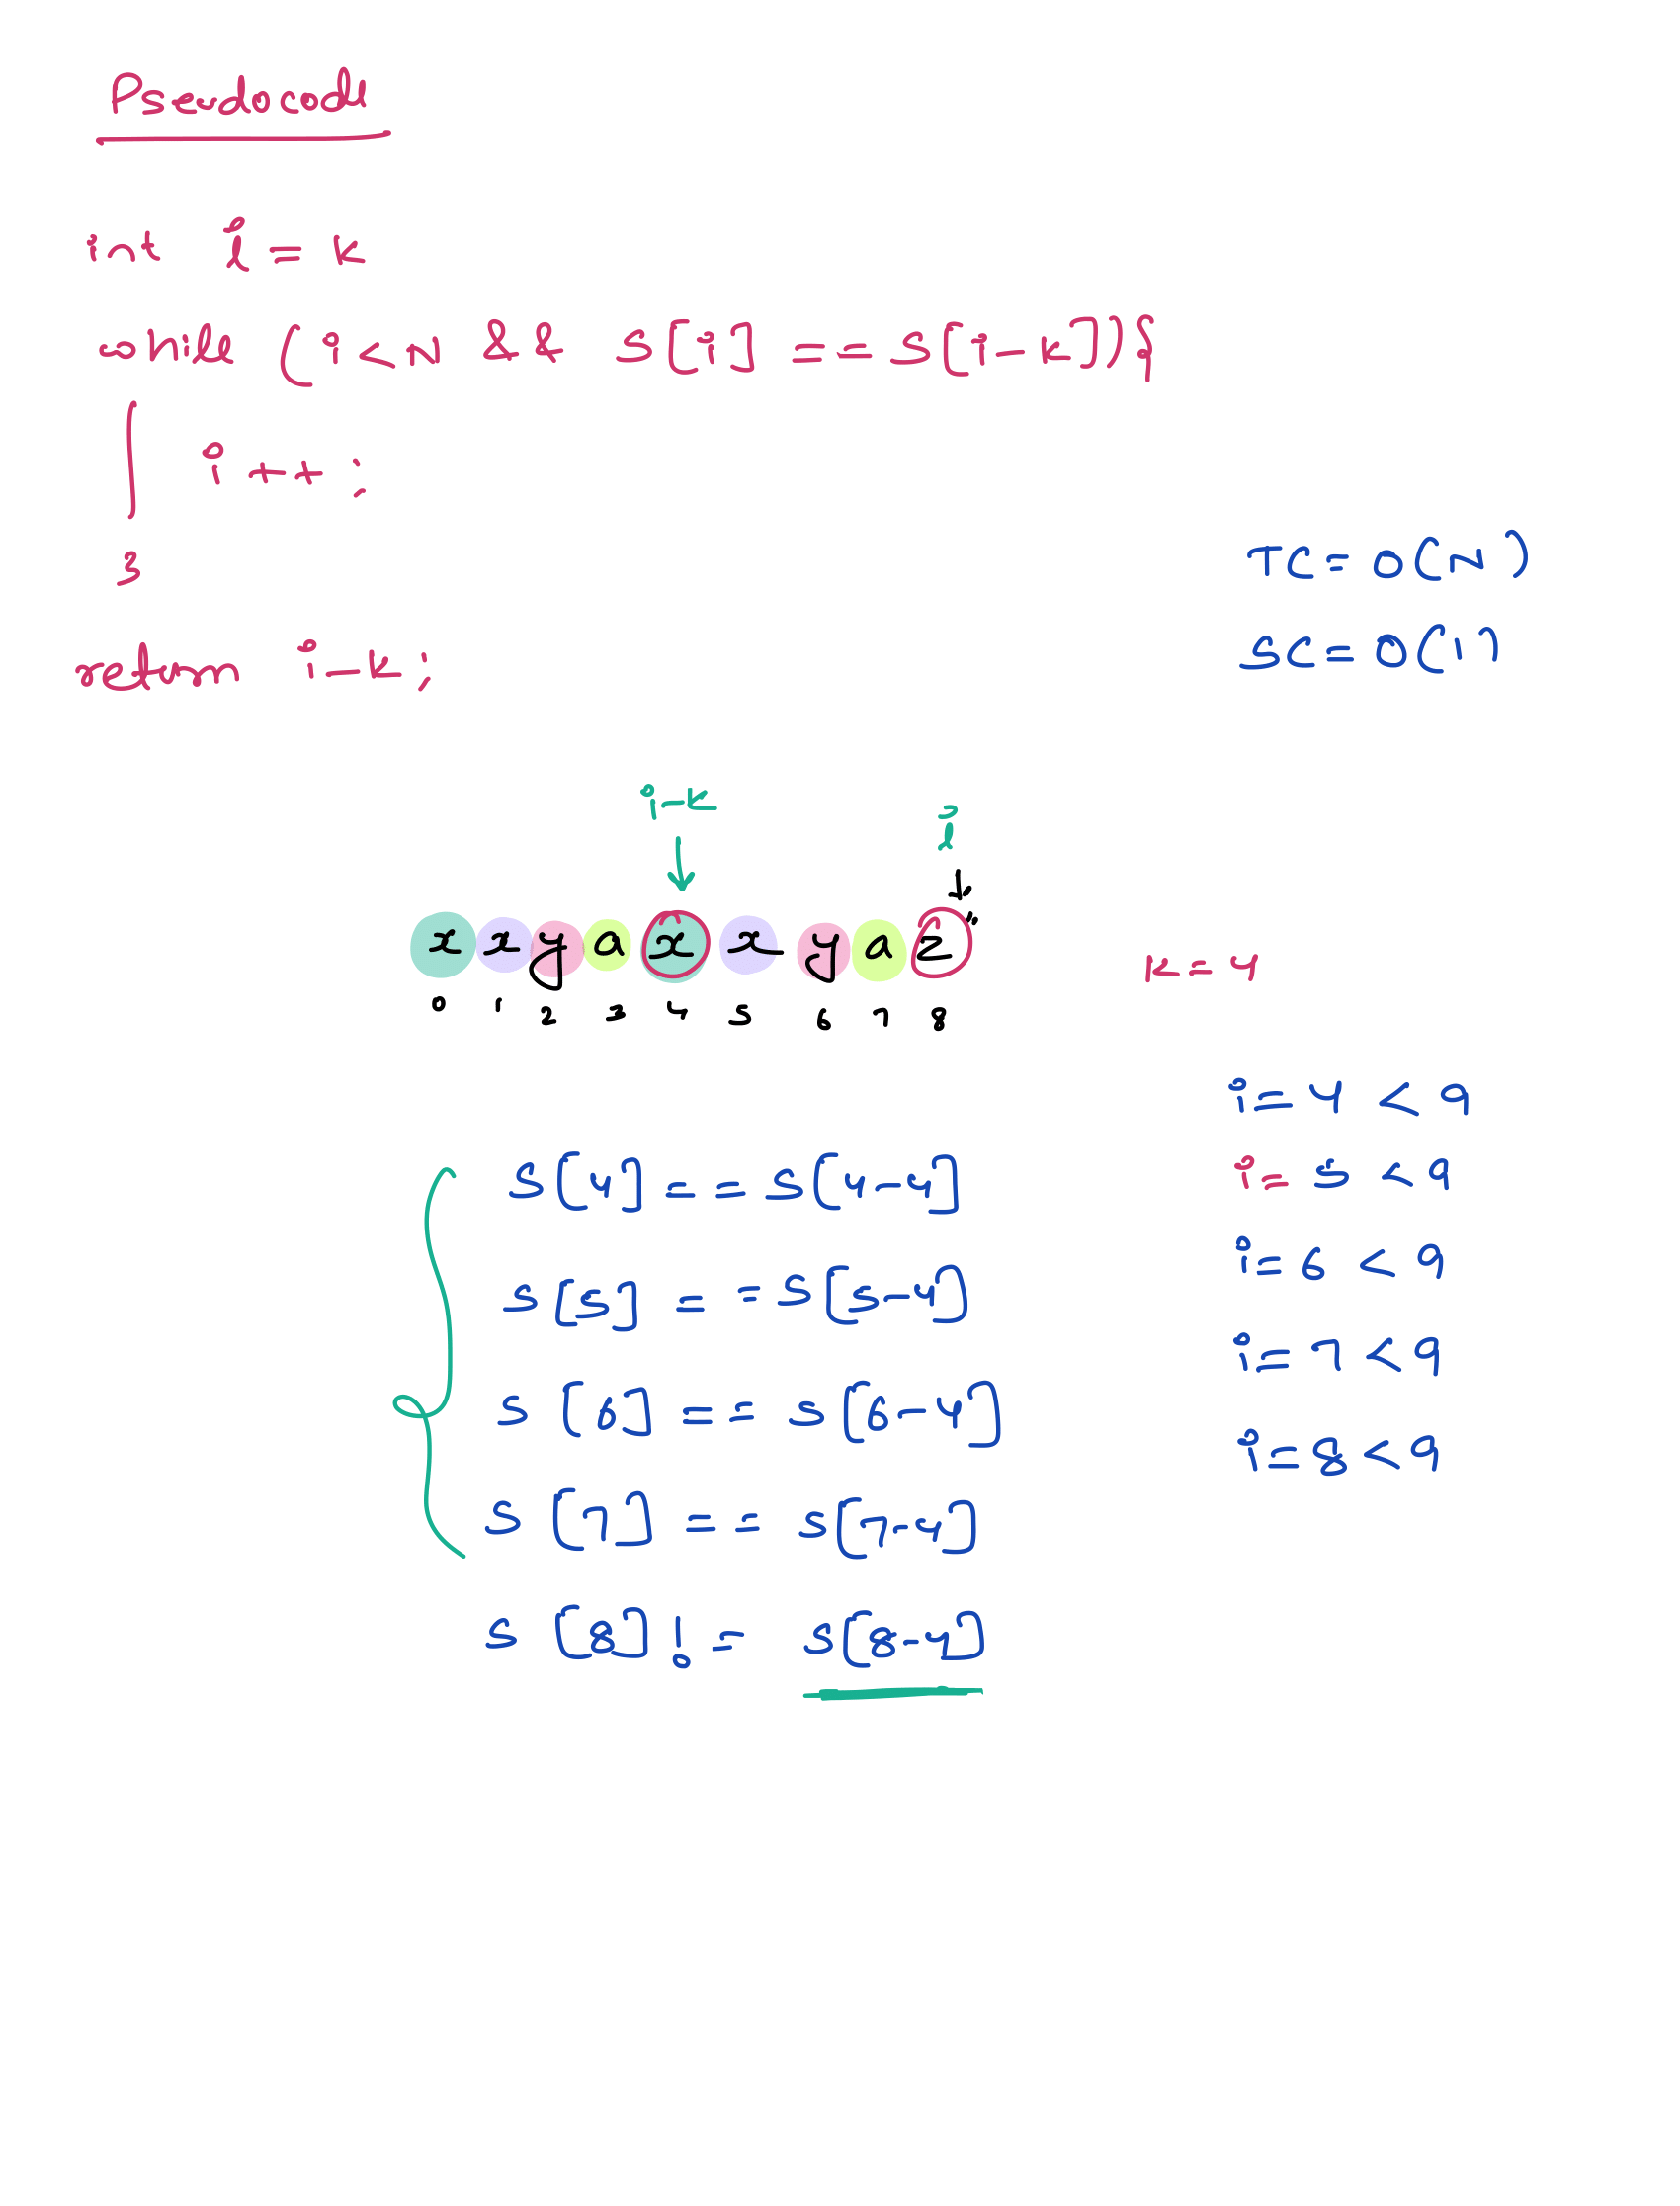 Pseudocode
int i = k
while (i < N && s[i] == s[i-k]) {
i++;
}
return i-k;
TC = O(N)
SC = O(1)
i-k
i
x x y a x x y a z
0 1 2 3 4 5 6 7 8
k = 4
i = 4 < 9
s[4] == s[4-4]
i = 5 < 9
s[5] == s[5-4]
i = 6 < 9
s[6] == s[6-4]
i = 7 < 9
s[7] == s[7-4]
i = 8 < 9
s[8] != s[8-4]